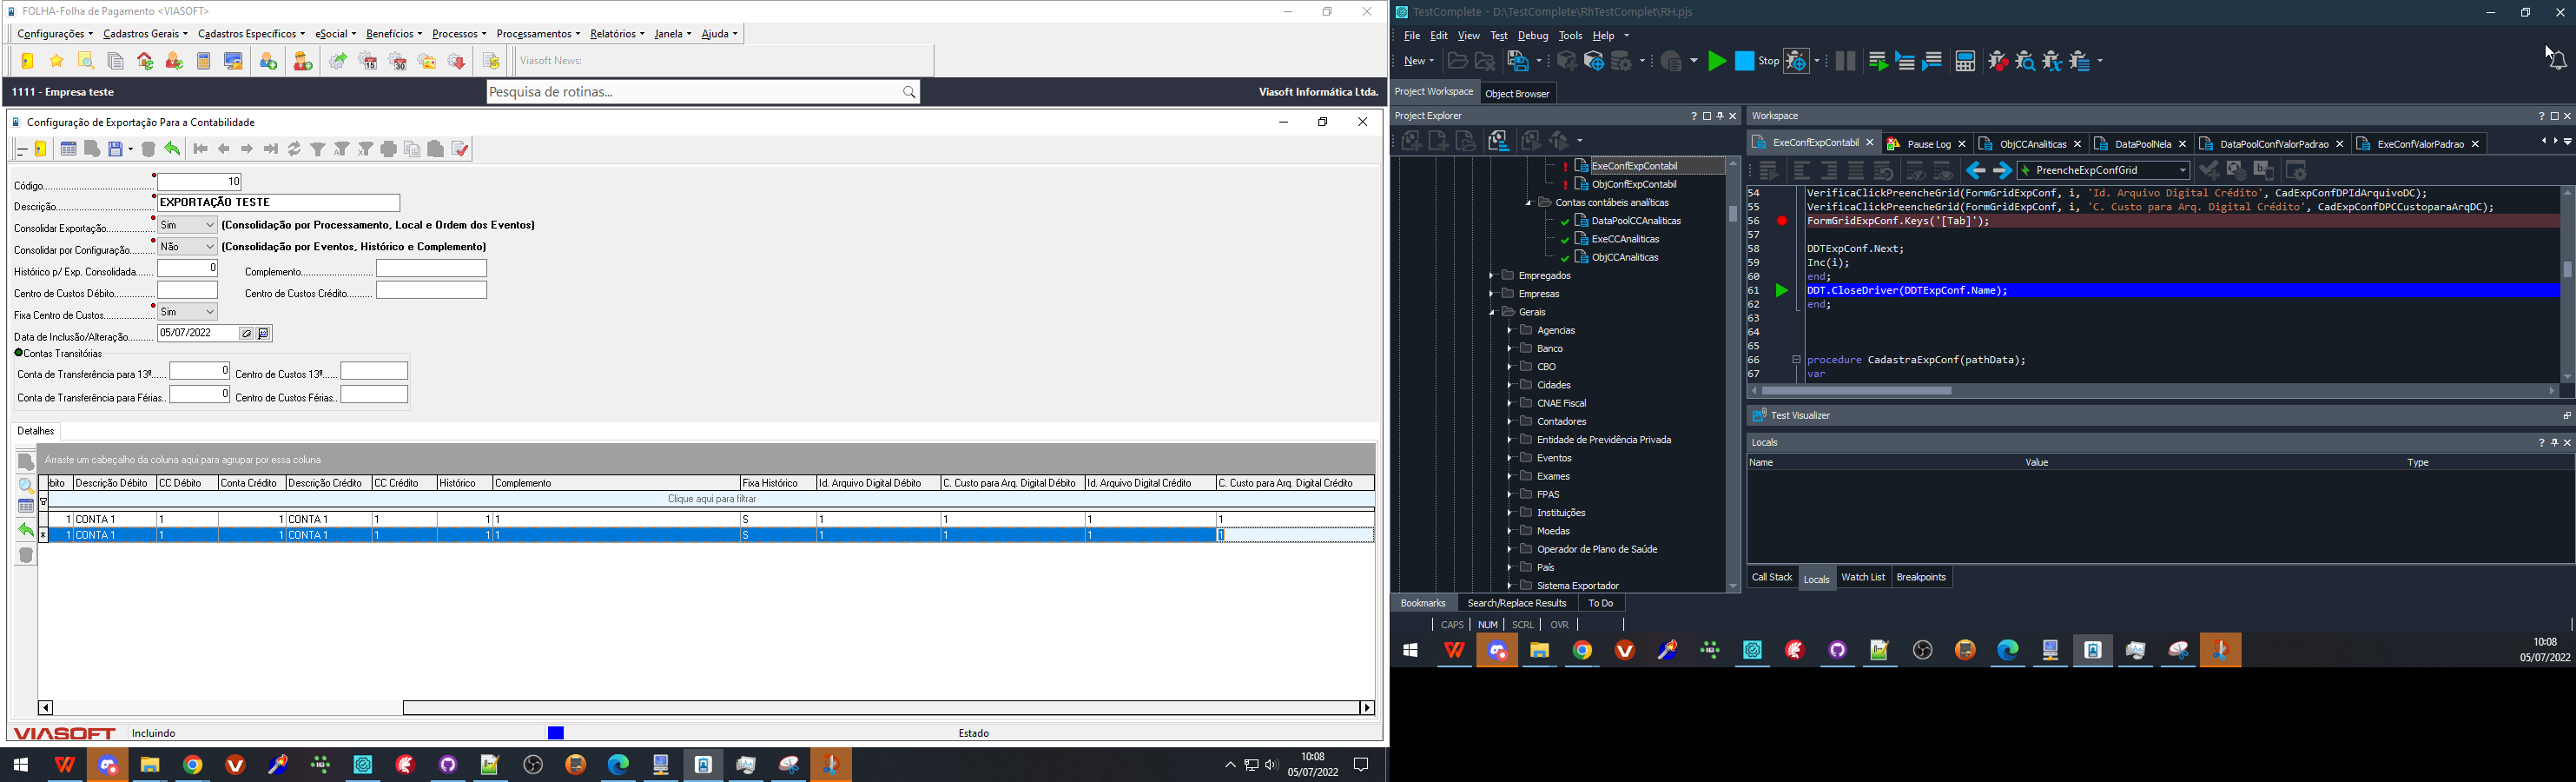 FOLHA-Folha de Pagamento <VIASOFT>
Configurações Cadastros Gerais Cadastros Específicos eSocial Benefícios Processos Processamentos Relatórios Janela Ajuda
Viasoft News:
1111 - Empresa teste
Pesquisa de rotinas...
Viasoft Informática Ltda.
Configuração de Exportação Para a Contabilidade
Código 10
Descrição EXPORTAÇÃO TESTE
Consolidar Exportação Sim (Consolidação por Processamento, Local e Ordem dos Eventos)
Consolidar por Configuração Não (Consolidação por Eventos, Histórico e Complemento)
Histórico p/ Exp. Consolidada 0 Complemento
Centro de Custos Débito Centro de Custos Crédito
Fixa Centro de Custos Sim
Data de Inclusão/Alteração 05/07/2022
Contas Transitórias
Conta de Transferência para 13º 0 Centro de Custos 13º
Conta de Transferência para Férias 0 Centro de Custos Férias
Detalhes
Arraste um cabeçalho da coluna aqui para agrupar por essa coluna
bito Descrição Débito CC Débito Conta Crédito Descrição Crédito CC Crédito Histórico Complemento Fixa Histórico Id. Arquivo Digital Débito C. Custo para Arq. Digital Débito Id. Arquivo Digital Crédito C. Custo para Arq. Digital Crédito
Clique aqui para filtrar
1 CONTA 1 1 1 CONTA 1 1 1 1 S 1 1 1 1
1 CONTA 1 1 1 CONTA 1 1 1 1 S 1 1 1 1
VIASOFT Incluindo Estado
10:08
05/07/2022
TestComplete - D:\TestComplete\RhTestComplet\RH.pjs
File Edit View Test Debug Tools Help
New Stop
Project Workspace Object Browser
Project Explorer
ExeConfExpContabil
ObjConfExpContabil
Contas contábeis analíticas
DataPoolCCAnaliticas
ExeCCAnaliticas
ObjCCAnaliticas
Empregados
Empresas
Gerais
Agencias
Banco
CBO
Cidades
CNAE Fiscal
Contadores
Entidade de Previdência Privada
Eventos
Exames
FPAS
Instituições
Moedas
Operador de Plano de Saúde
País
Sistema Exportador
Bookmarks Search/Replace Results To Do
CAPS NUM SCRL OVR
Workspace
ExeConfExpContabil Pause Log ObjCCAnaliticas DataPoolNela DataPoolConfValorPadrao ExeConfValorPadrao
PreencheExpConfGrid
54 VerificaClickPreencheGrid(FormGridExpConf, i, 'Id. Arquivo Digital Crédito', CadExpConfDPIdArquivoDC);
55 VerificaClickPreencheGrid(FormGridExpConf, i, 'C. Custo para Arq. Digital Crédito', CadExpConfDPCCustoparaArqDC);
56 FormGridExpConf.Keys('[Tab]');
57
58 DDTExpConf.Next;
59 Inc(i);
60 end;
61 DDT.CloseDriver(DDTExpConf.Name);
62 end;
63
64
65
66 procedure CadastraExpConf(pathData);
67 var
Test Visualizer
Locals
Name Value Type
Call Stack Locals Watch List Breakpoints
10:08
05/07/2022